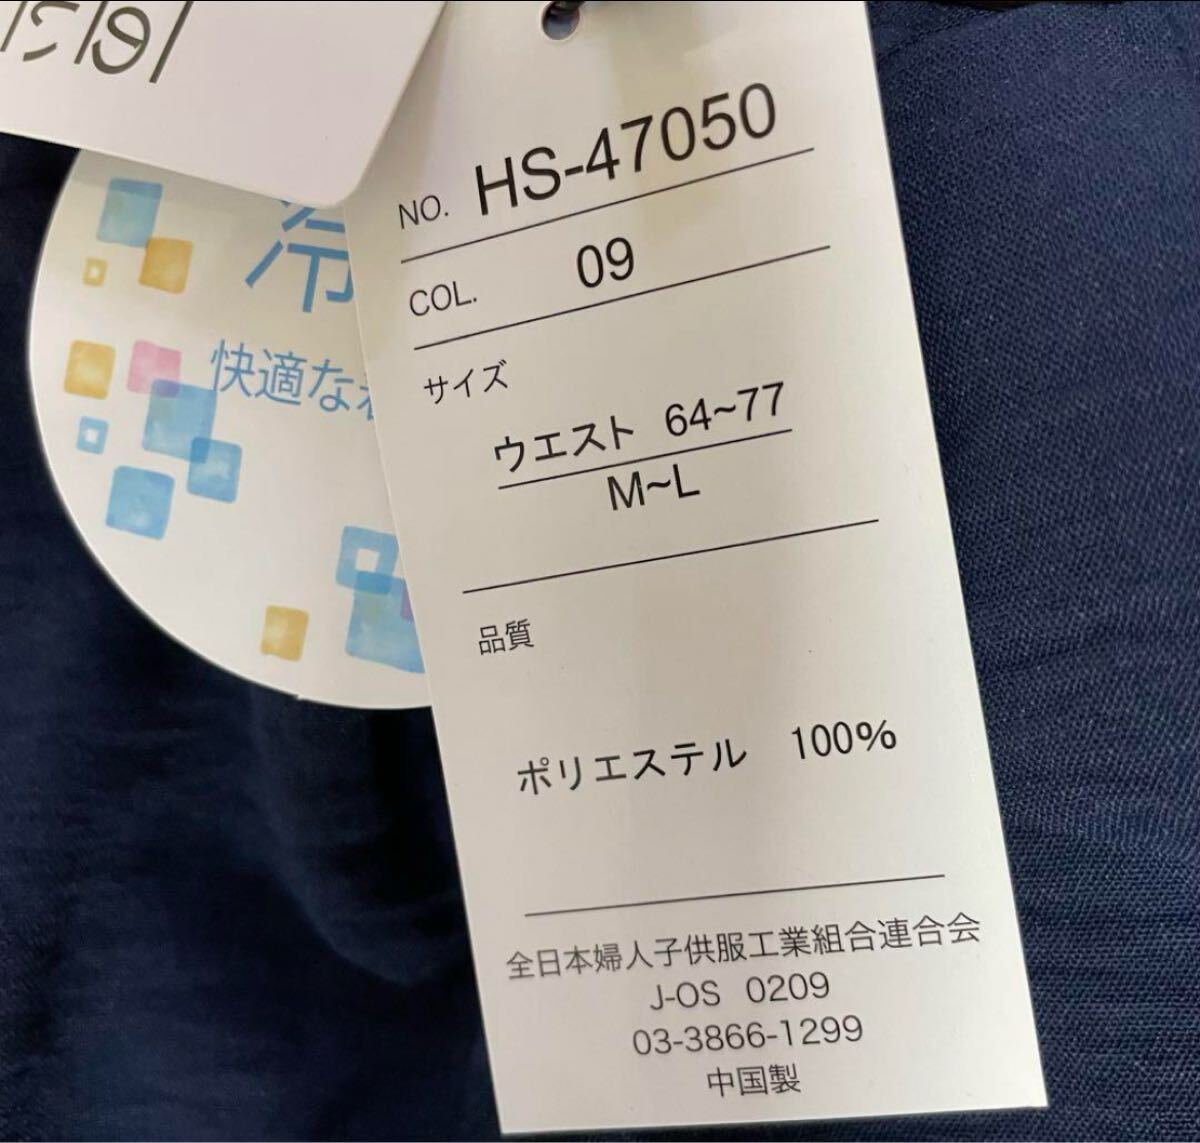 NO. HS-47050
COL. 09
サイズ
ウエスト 64~77
M~L
品質
ポリエステル 100%
全日本婦人子供服工業組合連合会
J-OS 0209
03-3866-1299
中国製
冷
快適な